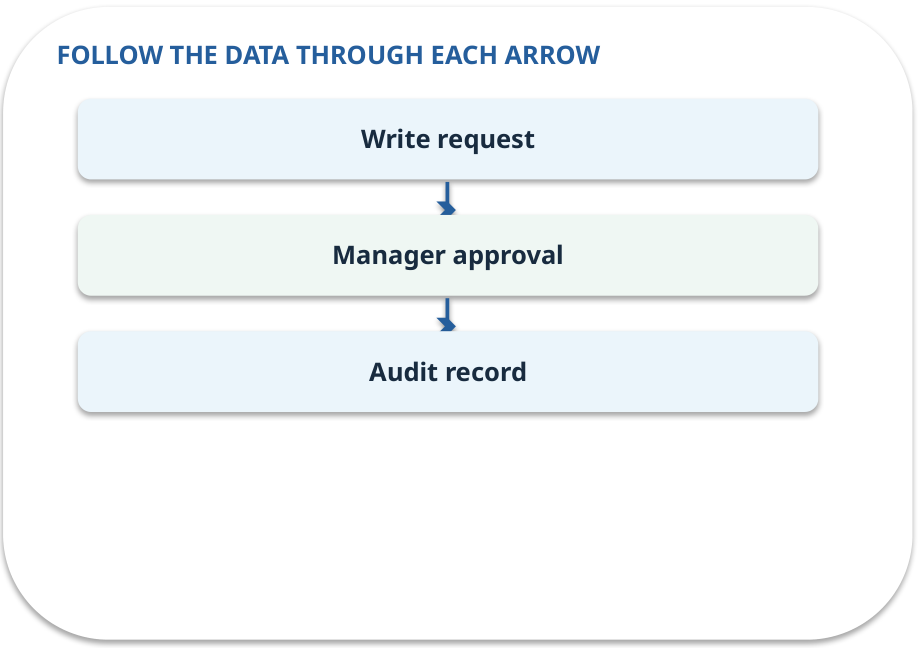 FOLLOW THE DATA THROUGH EACH ARROW
Write request
Manager approval
Audit record